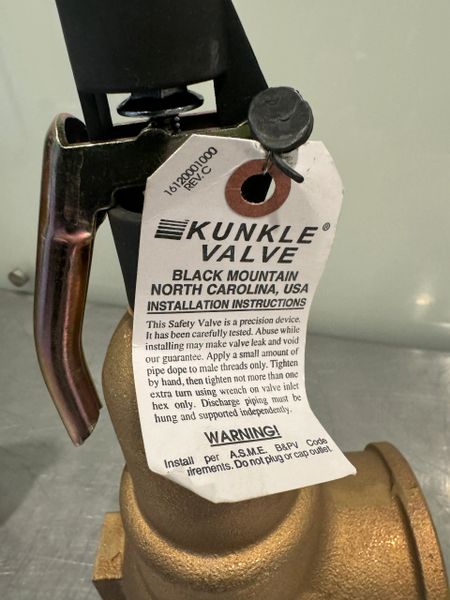 16120001000
REV. C
KUNKLE®
VALVE
BLACK MOUNTAIN
NORTH CAROLINA, USA
INSTALLATION INSTRUCTIONS
This Safety Valve is a precision device.
It has been carefully tested. Abuse while
installing may make valve leak and void
our guarantee. Apply a small amount of
pipe dope to male threads only. Tighten
by hand, then tighten not more than one
extra turn using wrench on valve inlet
hex only. Discharge piping must be
hung and supported independently.
WARNING!
Install per A.S.M.E. B&PV Code
irements. Do not plug or cap outlet.